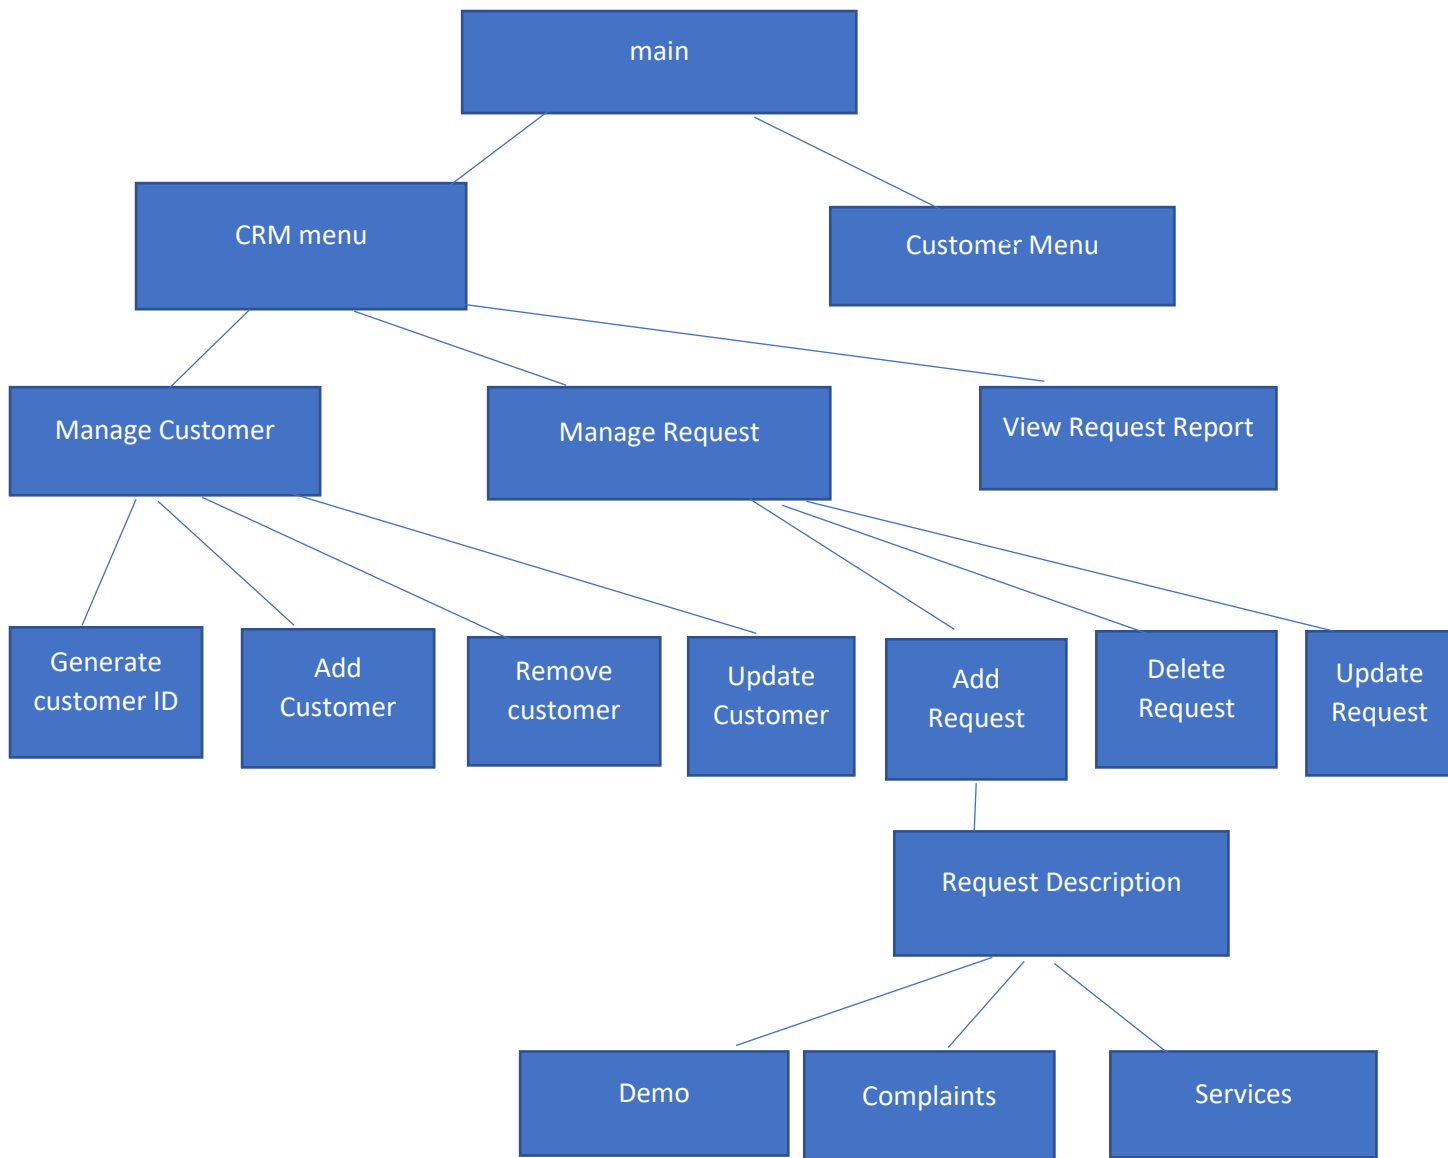 main
CRM menu
Customer Menu
Manage Customer
Manage Request
View Request Report
Generate
customer ID
Add
Customer
Remove
customer
Update
Customer
Add
Request
Delete
Request
Update
Request
Request Description
Demo
Complaints
Services